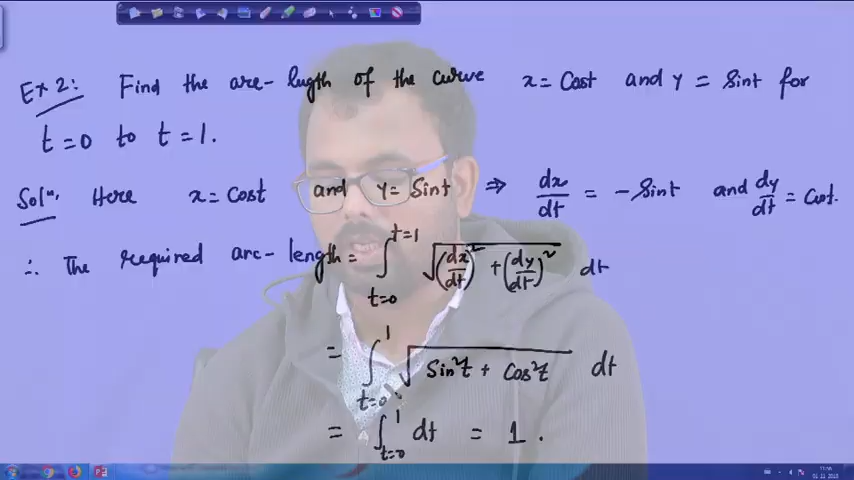 Ex 2: Find the arc-length of the curve x = Cost and y = Sint for
t = 0 to t = 1.
Solⁿ. Here x = Cost and y = Sint ⇒ dx/dt = -Sint and dy/dt = Cost.
∴ The required arc-length = ∫_{t=0}^{t=1} √((dx/dt)² + (dy/dt)²) dt
= ∫_{t=0}^{1} √(Sin²t + Cos²t) dt
= ∫_{t=0}^{1} dt = 1.